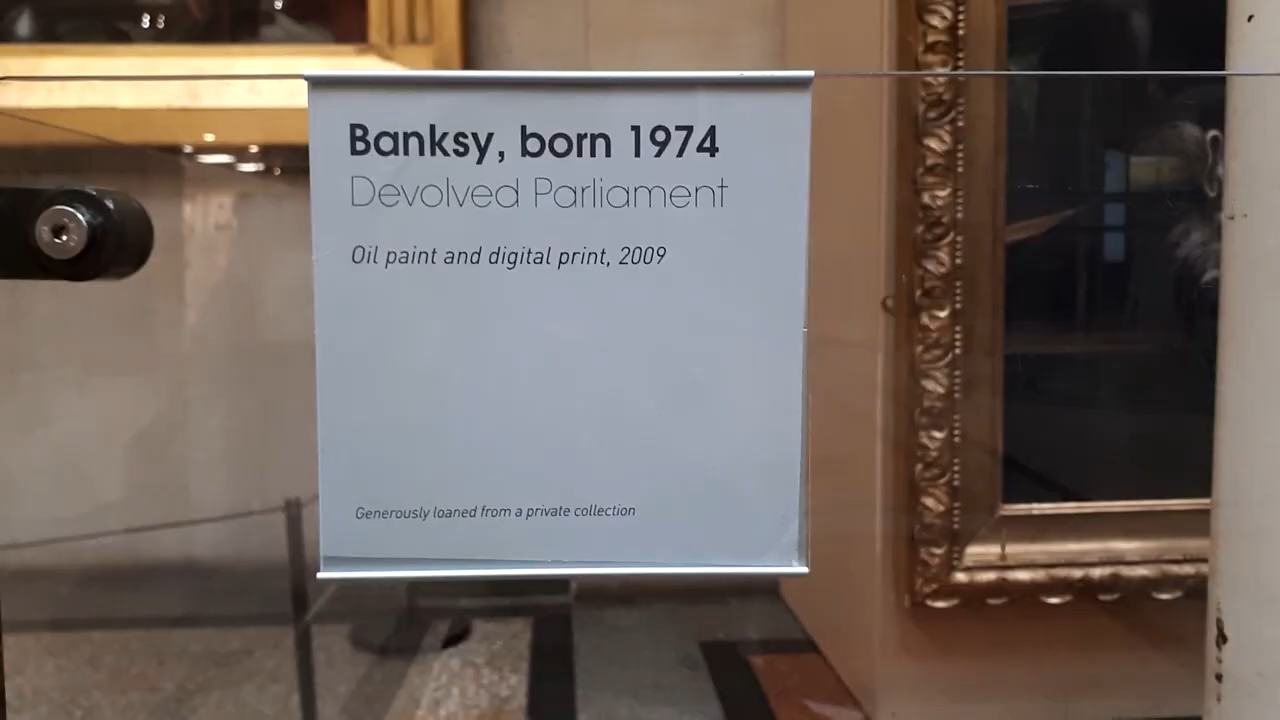 Banksy, born 1974
Devolved Parliament
Oil paint and digital print, 2009
Generously loaned from a private collection